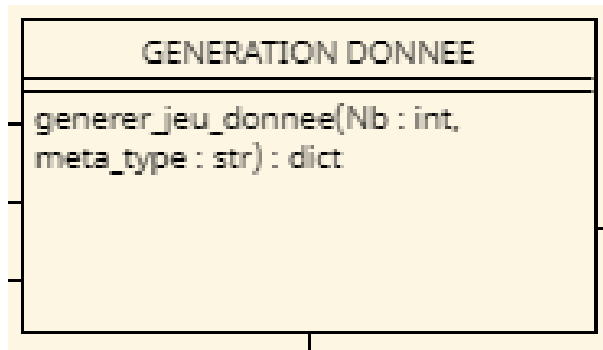 GENERATION DONNEE
generer_jeu_donnee(Nb : int,
meta_type : str) : dict